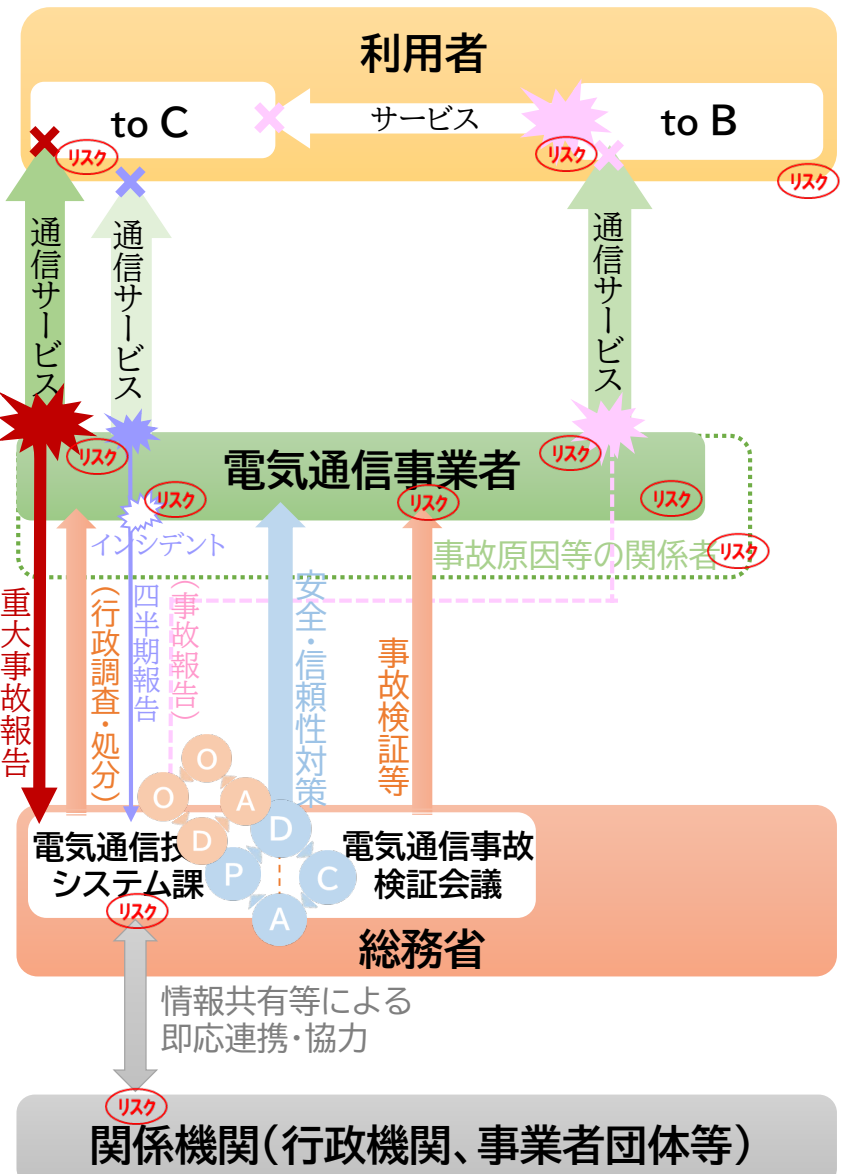 利用者
to C
サービス
to B
リスク
リスク
リスク
通信サービス
通信サービス
通信サービス
リスク
電気通信事業者
リスク
リスク
リスク
リスク
インシデント
事故原因等の関係者
リスク
重大事故報告
（行政調査・処分）
四半期報告
（事故報告）
安全・信頼性対策
事故検証等
O
O
A
D
D
P
C
A
電気通信技
システム課
電気通信事故
検証会議
リスク
総務省
情報共有等による
即応連携・協力
リスク
関係機関（行政機関、事業者団体等）